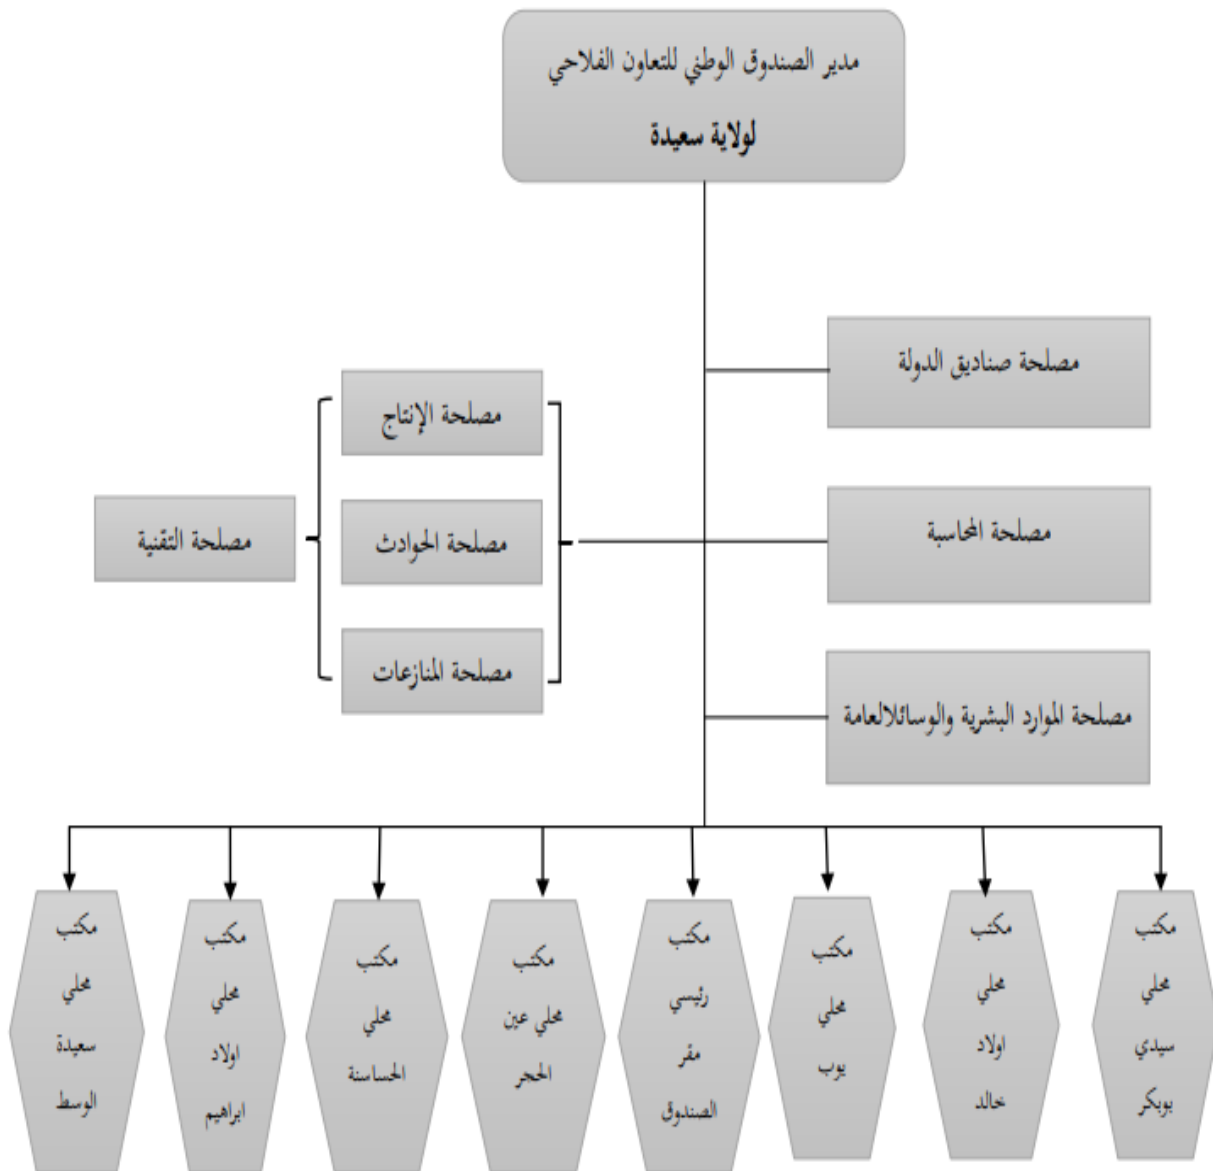 مدير الصندوق الوطني للتعاون الفلاحي
لولاية سعيدة
مصلحة صناديق الدولة
مصلحة الإنتاج
مصلحة المحاسبة
مصلحة الحوادث
مصلحة التقنية
مصلحة الموارد البشرية والوسائلالعامة
مصلحة المنازعات
مكتب
محلي
سيدي
بوبكر
مكتب
محلي
اولاد
خالد
مكتب
محلي
يوب
مكتب
رئيسي
مقر
الصندوق
مكتب
محلي عين
الحجر
مكتب
محلي
الحساسنة
مكتب
محلي
اولاد
ابراهيم
مكتب
محلي
سعيدة
الوسط